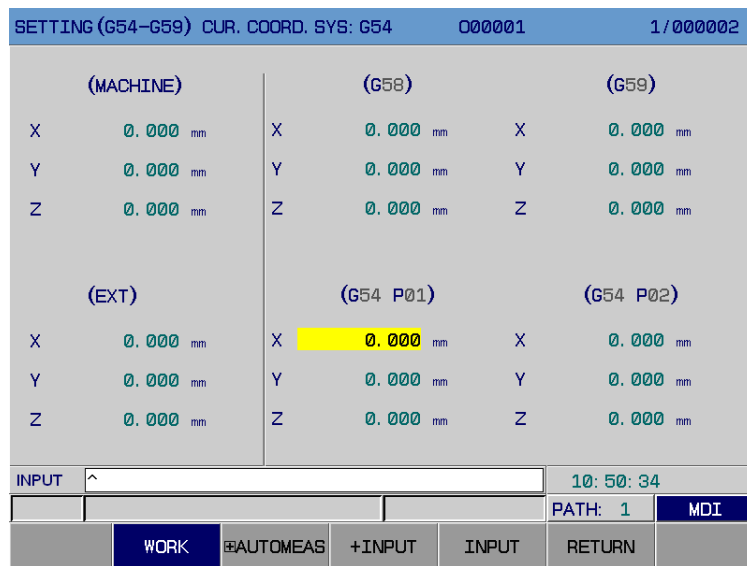 SETTING(G54-G59) CUR. COORD. SYS: G54 O00001 1/000002
(MACHINE) (G58) (G59)
X 0.000 mm X 0.000 mm X 0.000 mm
Y 0.000 mm Y 0.000 mm Y 0.000 mm
Z 0.000 mm Z 0.000 mm Z 0.000 mm
(EXT) (G54 P01) (G54 P02)
X 0.000 mm X 0.000 mm X 0.000 mm
Y 0.000 mm Y 0.000 mm Y 0.000 mm
Z 0.000 mm Z 0.000 mm Z 0.000 mm
INPUT ^ 10:50:34
PATH: 1 MDI
WORK ⊞AUTOMEAS +INPUT INPUT RETURN